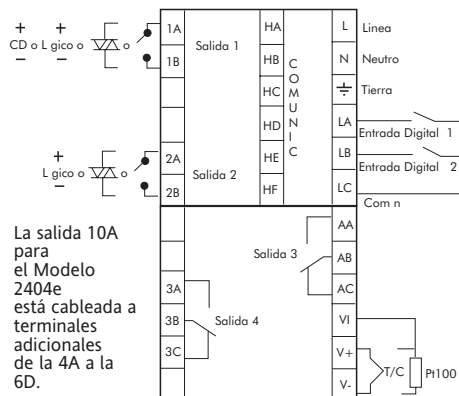 + 1A HA L Linea
CD o L gico o o Salida 1
− 1B HB C N Neutro
HC O Tierra
M
HD U LA
N Entrada Digital 1
+ 2A HE I LB
L gico o o Salida 2 C Entrada Digital 2
− 2B HF LC
Com n
La salida 10A
para
el Modelo
2404e
está cableada a
terminales
adicionales
de la 4A a la
6D.
AA
Salida 3 AB
3A AC
3B Salida 4 VI
3C V+
T/C Pt100
V-